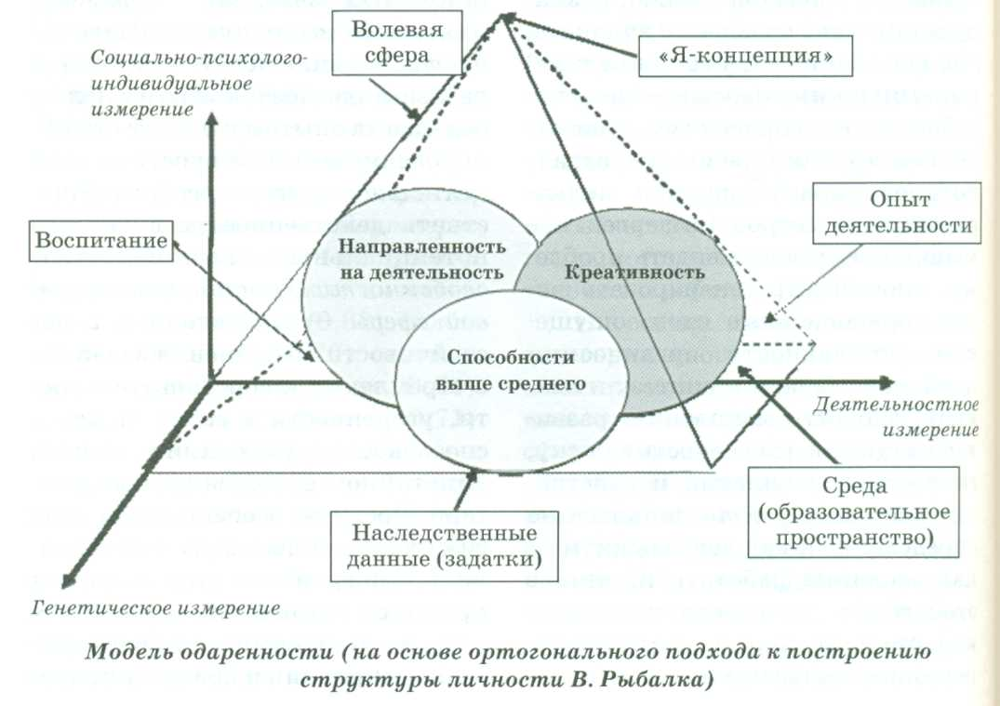 Волевая
сфера
Социально-психолого-
индивидуальное
измерение
«Я-концепция»
Опыт
деятельности
Воспитание
Направленность
на деятельность
Креативность
Способности
выше среднего
Деятельностное
измерение
Среда
(образовательное
пространство)
Наследственные
данные (задатки)
Генетическое измерение
Модель одаренности (на основе ортогонального подхода к построению
структуры личности В. Рыбалка)